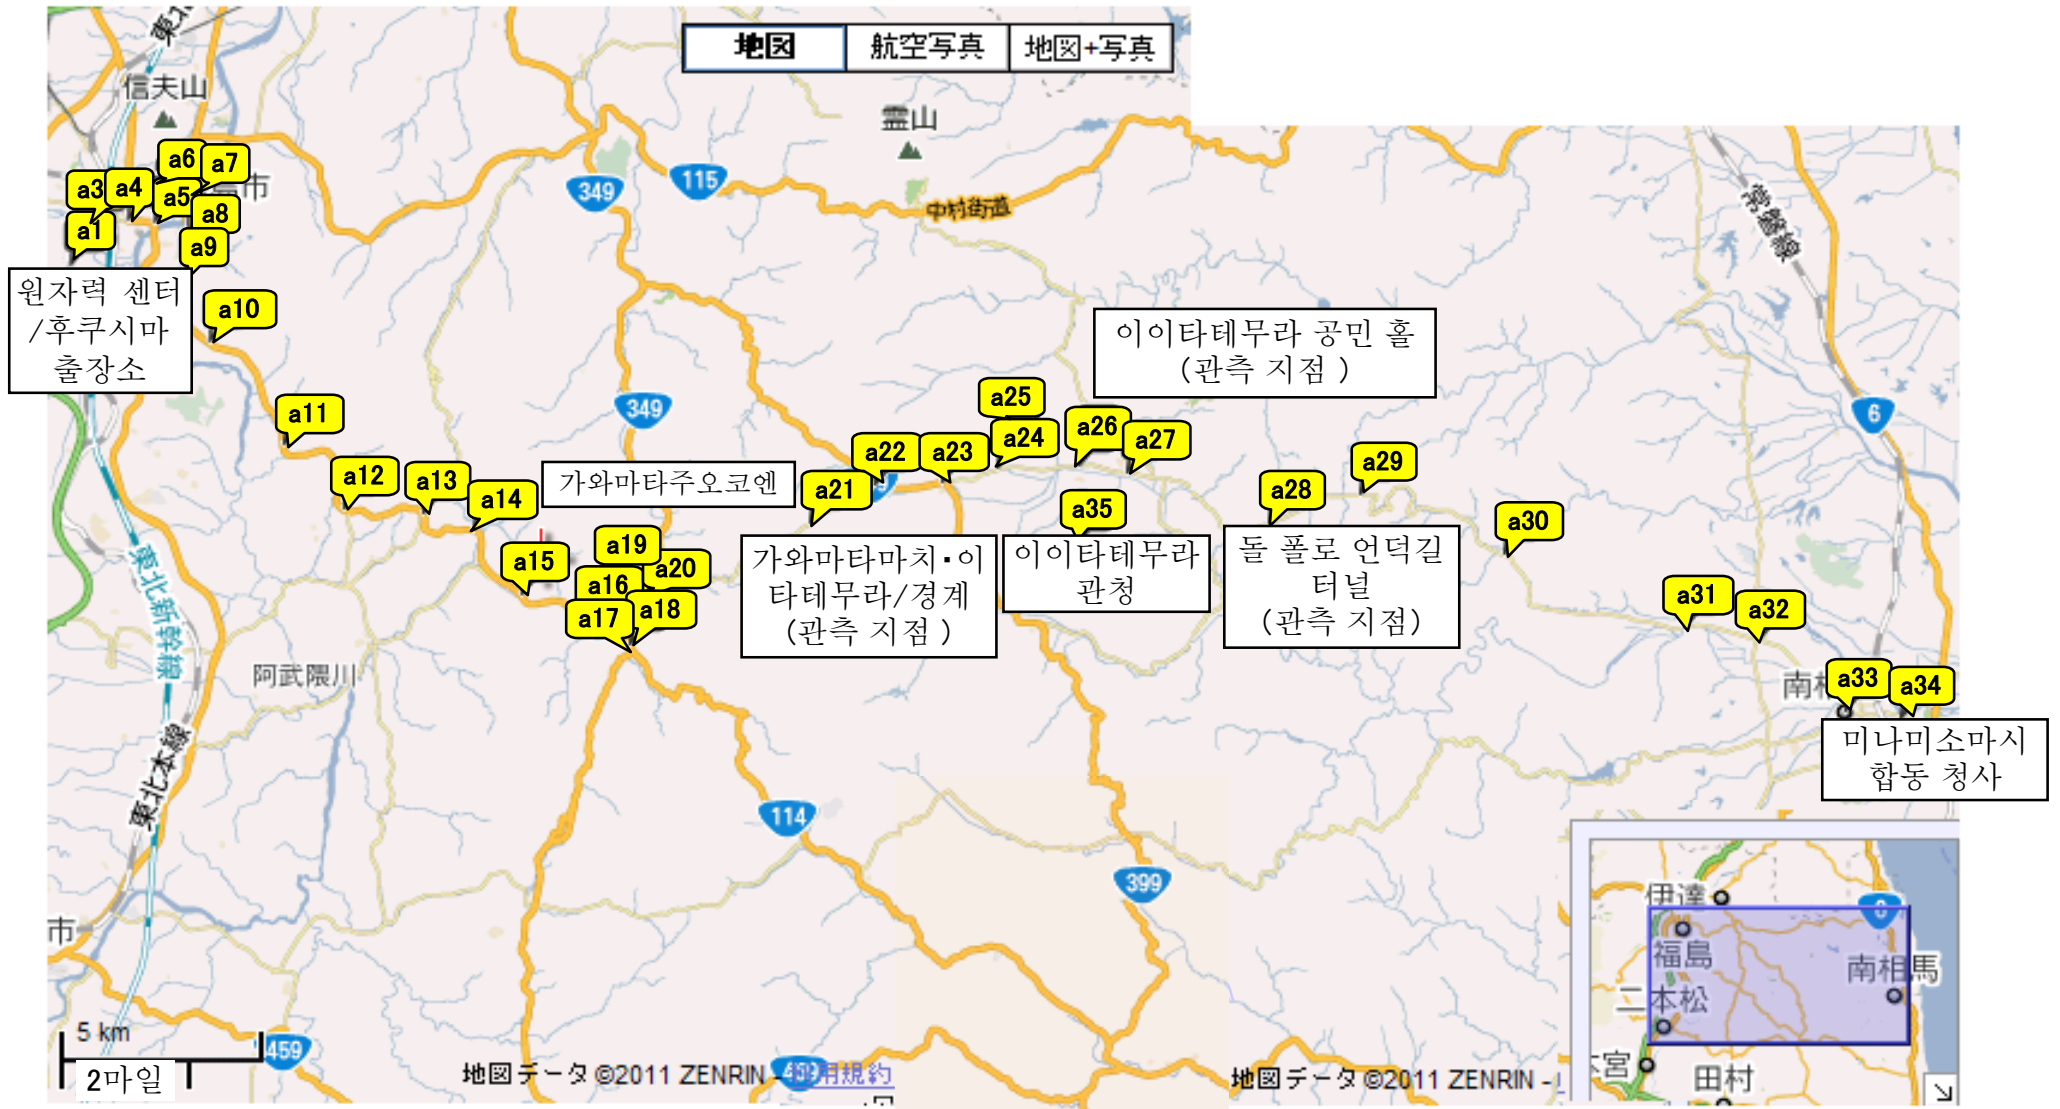 地図
航空写真
地図+写真
信夫山
霊山
a6
a7
a3
a4
a5
a8
a1
a9
349
115
中村街道
常磐線
원자력 센터
/후쿠시마
출장소
a10
이이타테무라 공민 홀
(관측 지점 )
a11
349
a25
a24
a26
a27
6
a12
a13
a14
가와마타주오코엔
a21
a22
a23
a35
a28
a29
a30
a15
a19
a16
a20
a17
a18
가와마타마치·이
타테무라/경계
(관측 지점 )
이이타테무라
관청
돌 폴로 언덕길
터널
(관측 지점)
a31
a32
東北新幹線
阿武隈川
a33
a34
미나미소마시
합동 청사
東北本線
114
399
市
伊達
福島
南相馬
二本松
田村
5 km
2마일
459
地図データ ©2011 ZENRIN -
用規約
地図データ ©2011 ZENRIN -